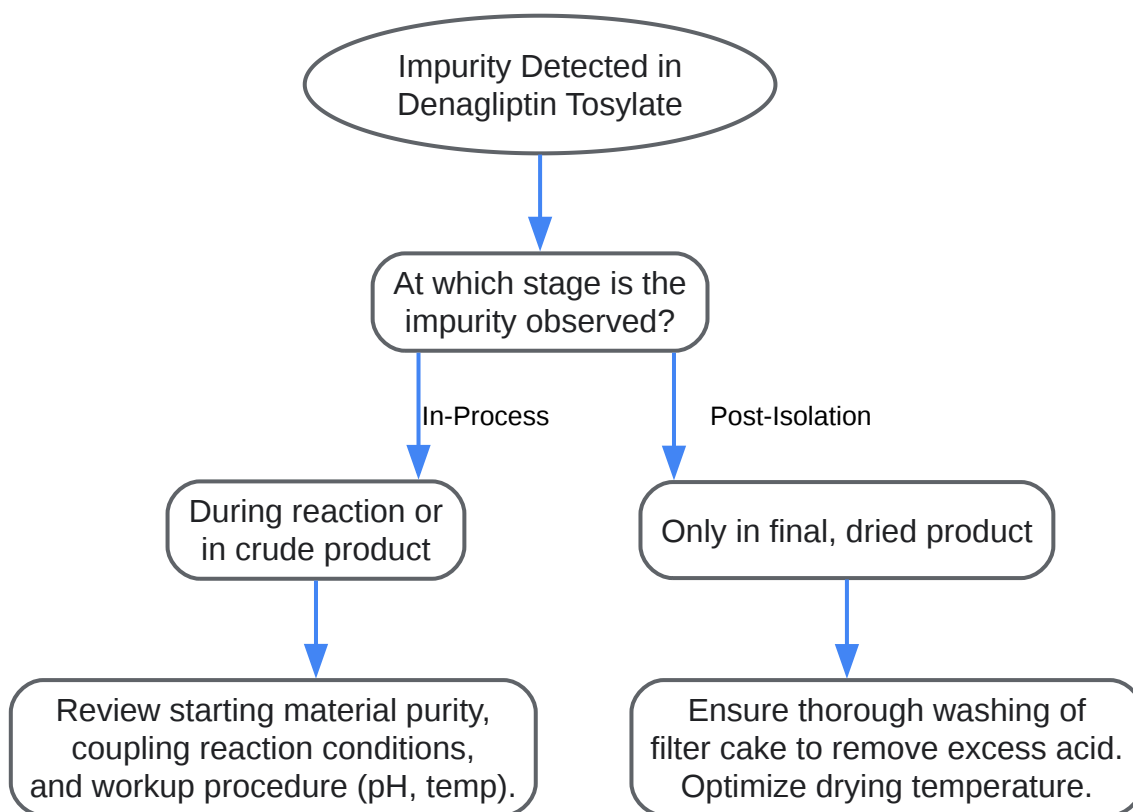 Impurity Detected in
Denagliptin Tosylate
At which stage is the
impurity observed?
In-Process
Post-Isolation
During reaction or
in crude product
Only in final, dried product
Review starting material purity,
coupling reaction conditions,
and workup procedure (pH, temp).
Ensure thorough washing of
filter cake to remove excess acid.
Optimize drying temperature.